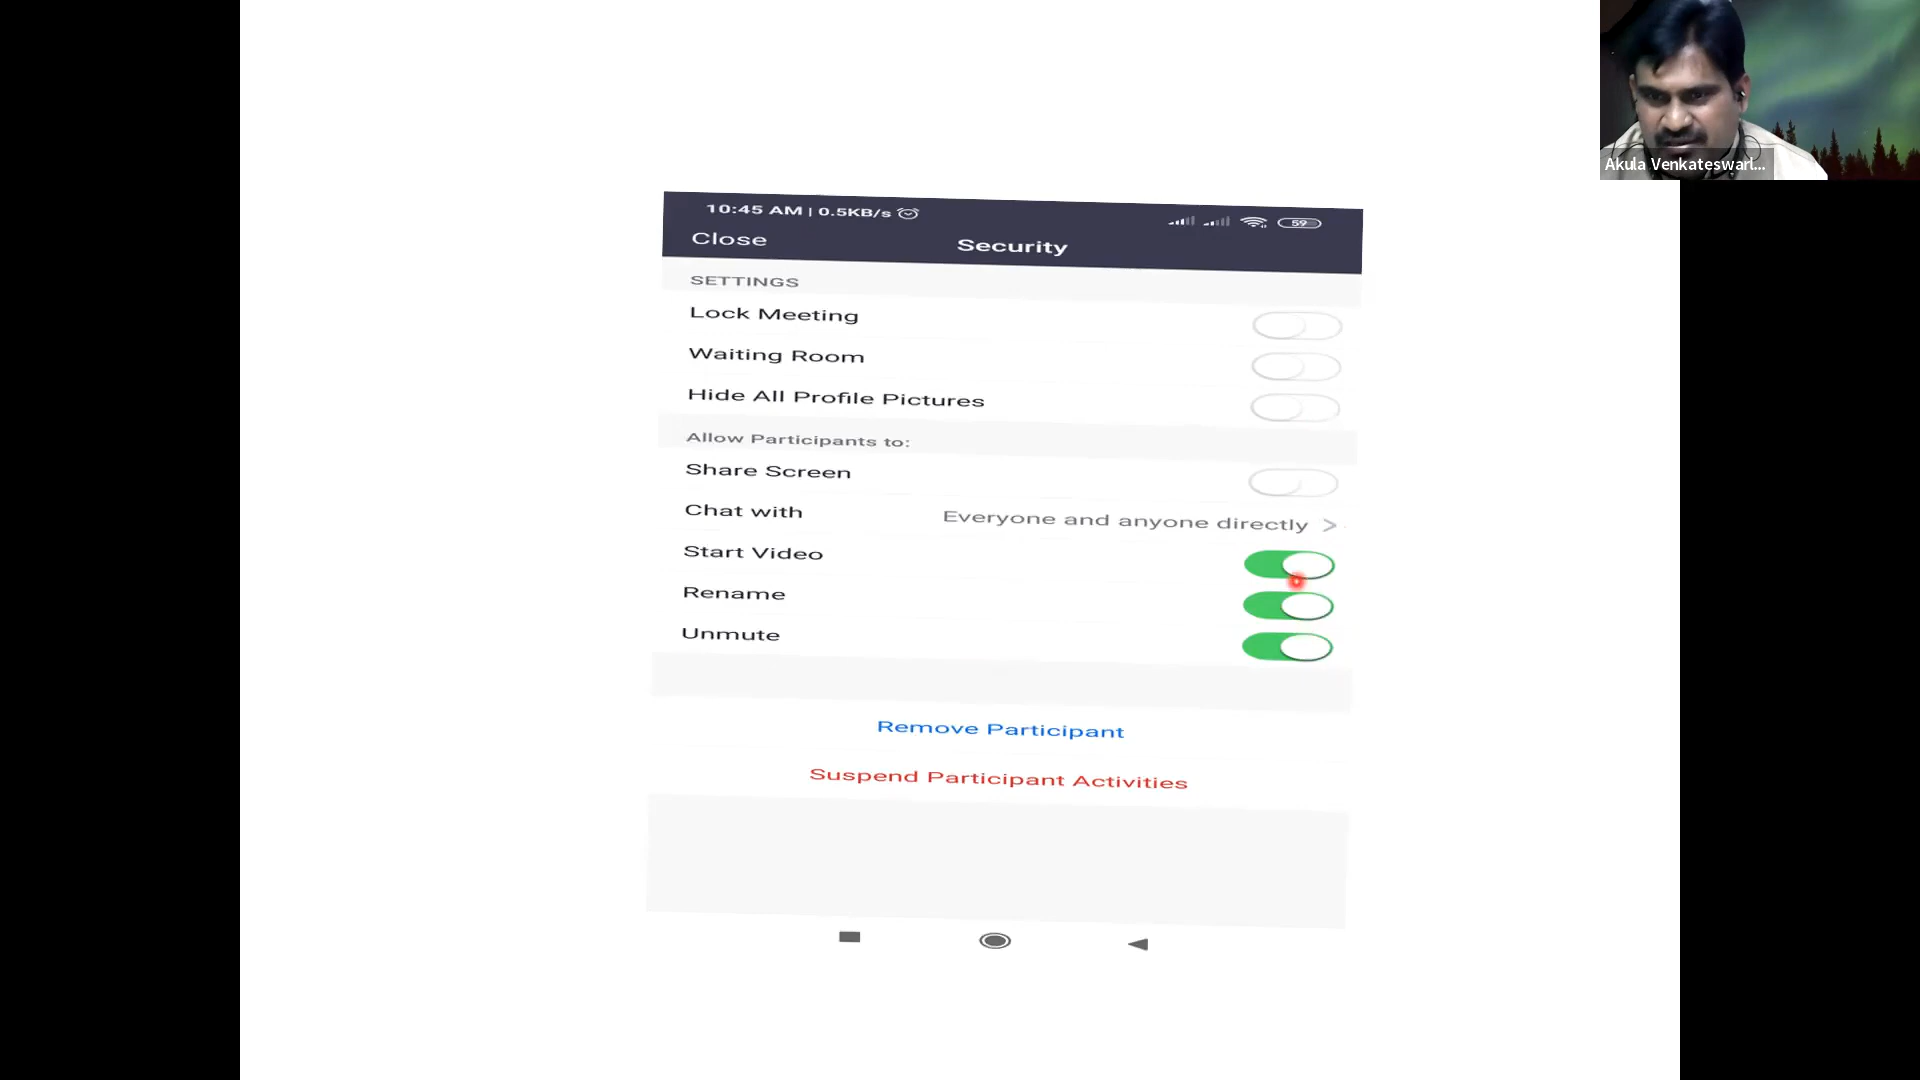 Akula Venkateswarl...
10:45 AM | 0.5KB/s 59
Close Security
SETTINGS
Lock Meeting
Waiting Room
Hide All Profile Pictures
Allow Participants to:
Share Screen
Chat with Everyone and anyone directly >
Start Video
Rename
Unmute
Remove Participant
Suspend Participant Activities